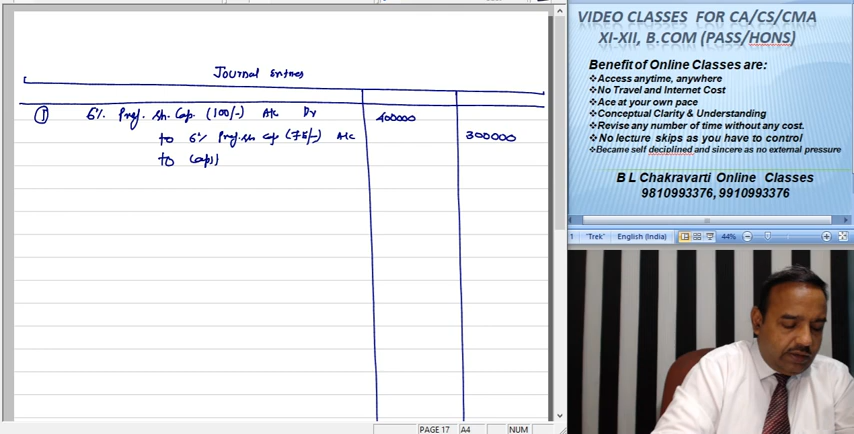 Journal Entries
① 6% Pref. sh. Cap. (100/-) A/c Dr 400000
to 6% Pref. sh Cap (75/-) A/c 300000
to
PAGE 17 A4 NUM
VIDEO CLASSES FOR CA/CS/CMA
XI-XII, B.COM (PASS/HONS)
Benefit of Online Classes are:
❖Access anytime, anywhere
❖No Travel and Internet Cost
❖Ace at your own pace
❖Conceptual Clarity & Understanding
❖Revise any number of time without any cost.
❖No lecture skips as you have to control
❖Became self deciplined and sincere as no external pressure
B L Chakravarti Online Classes
9810993376, 9910993376
1 "Trek" English (India) 44%